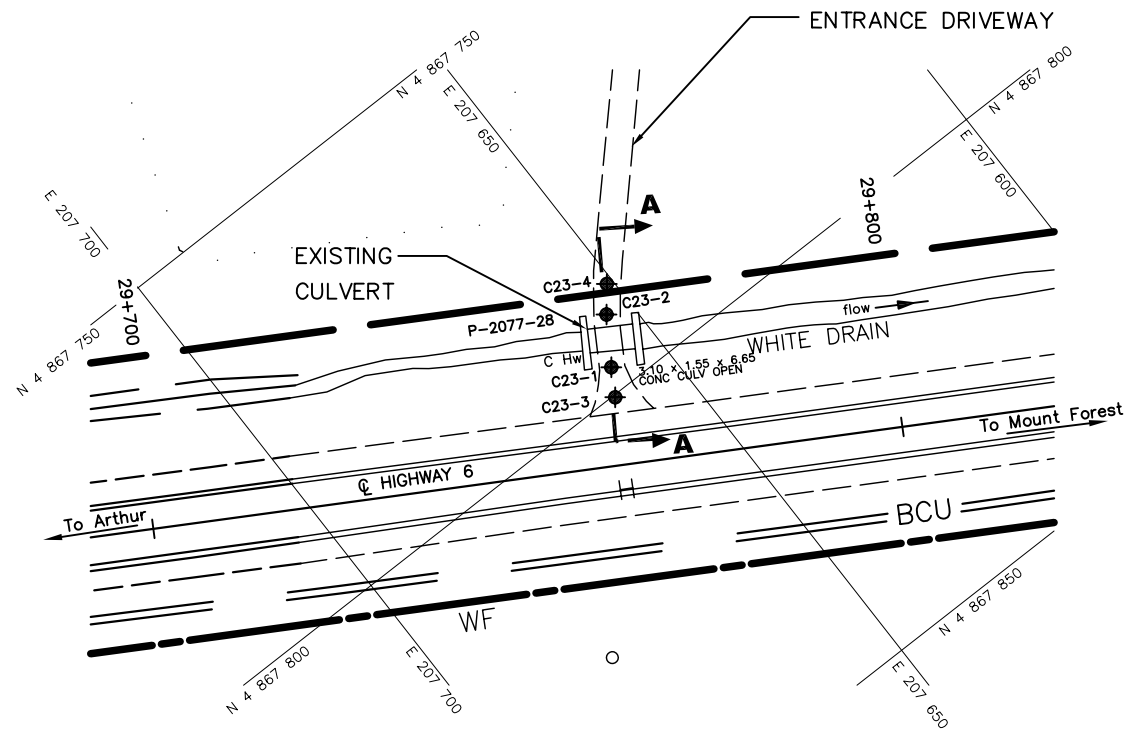 ENTRANCE DRIVEWAY
N 4 867 750
E 207 650
N 4 867 800
E 207 600
E 207 700
29+800
A
EXISTING
CULVERT
29+700
C23-4
C23-2
P-2077-28
flow
WHITE DRAIN
N 4 867 750
C Hw
C23-1
3.10 x 1.55 x 6.65
CONC CULV OPEN
C23-3
A
To Mount Forest
℄ HIGHWAY 6
To Arthur
BCU
WF
N 4 867 850
N 4 867 800
E 207 700
E 207 650